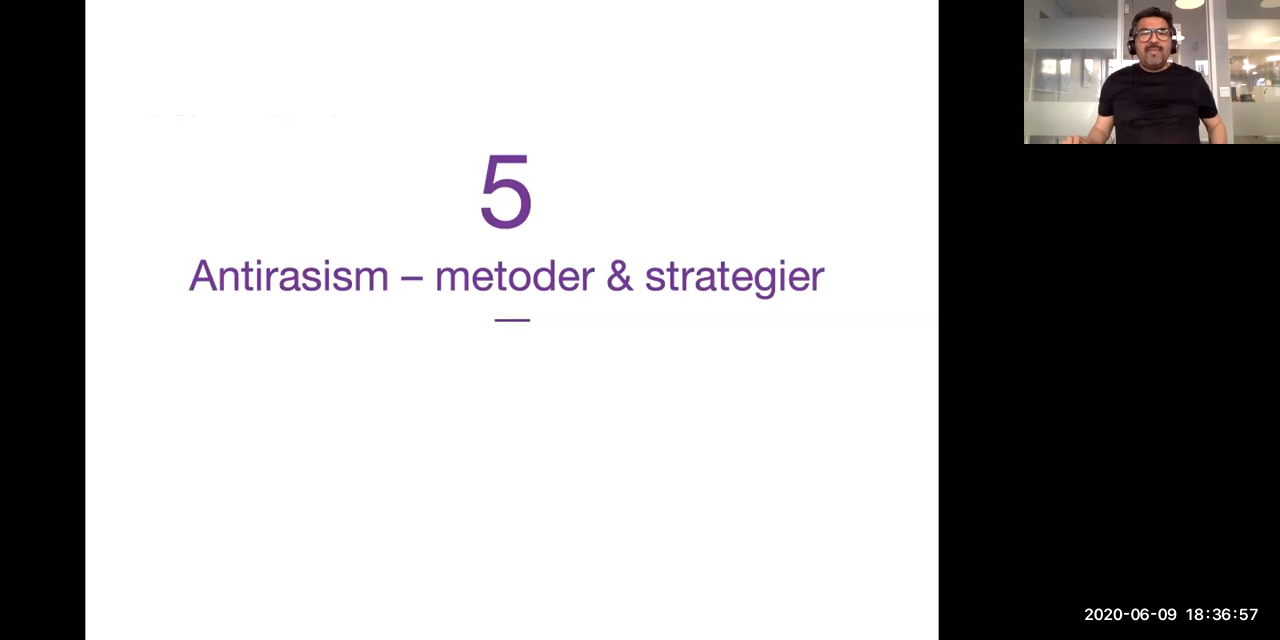 5
Antirasism – metoder & strategier
2020-06-09 18:36:57